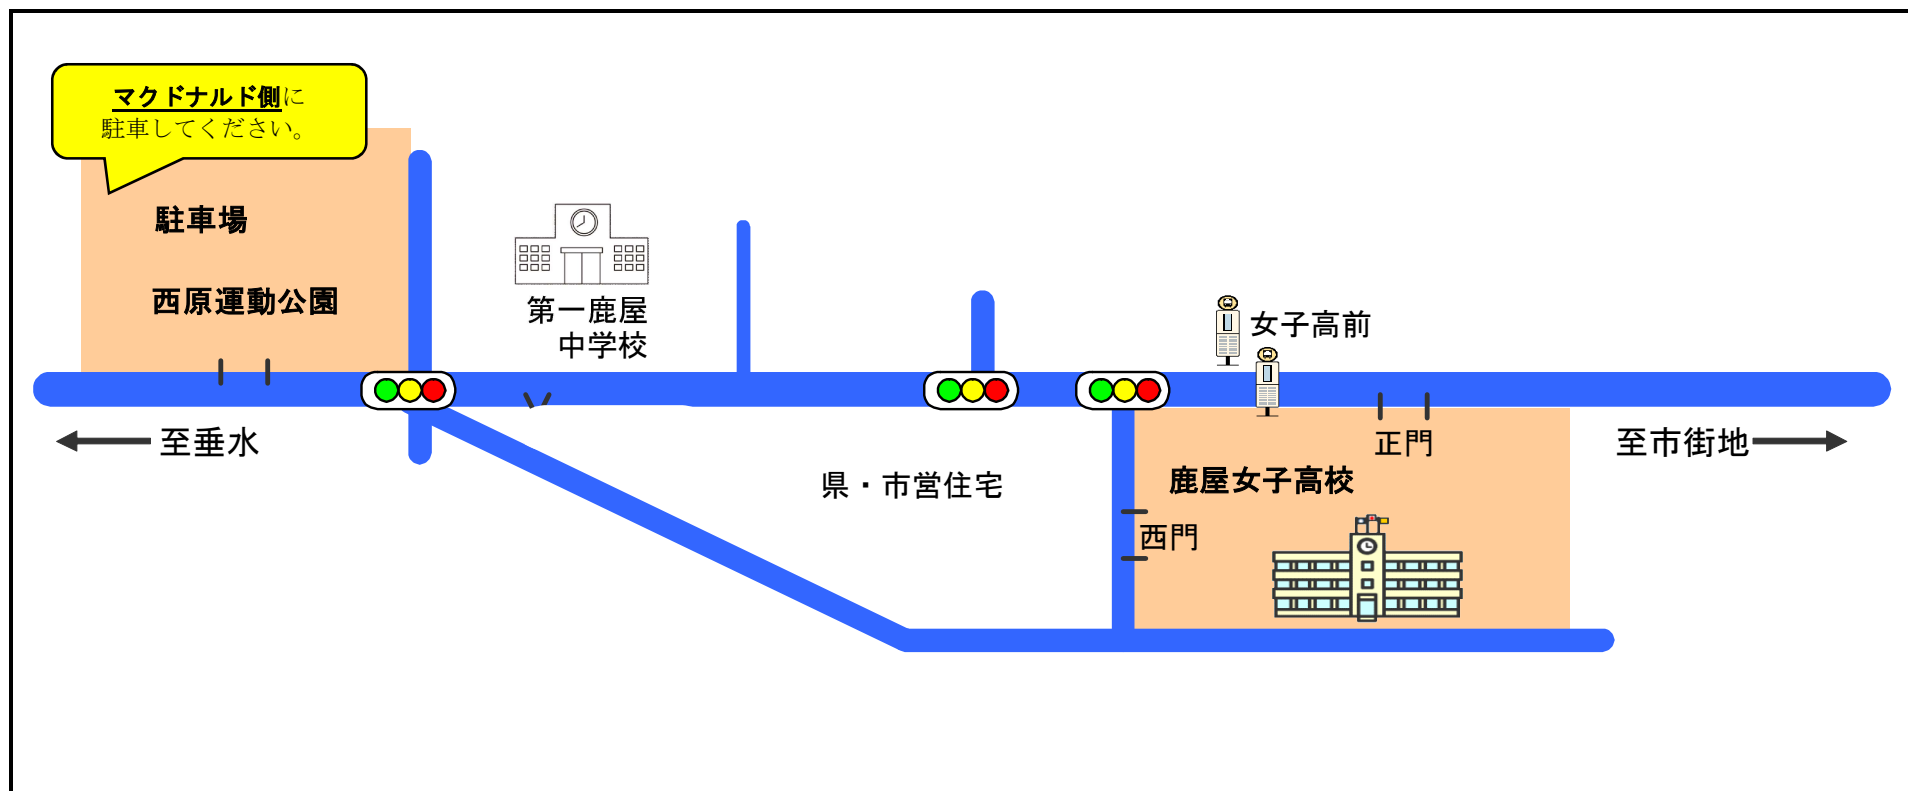 マクドナルド側に
駐車してください。
駐車場
西原運動公園
第一鹿屋
中学校
女子高前
至垂水
正門
至市街地
県・市営住宅
鹿屋女子高校
西門